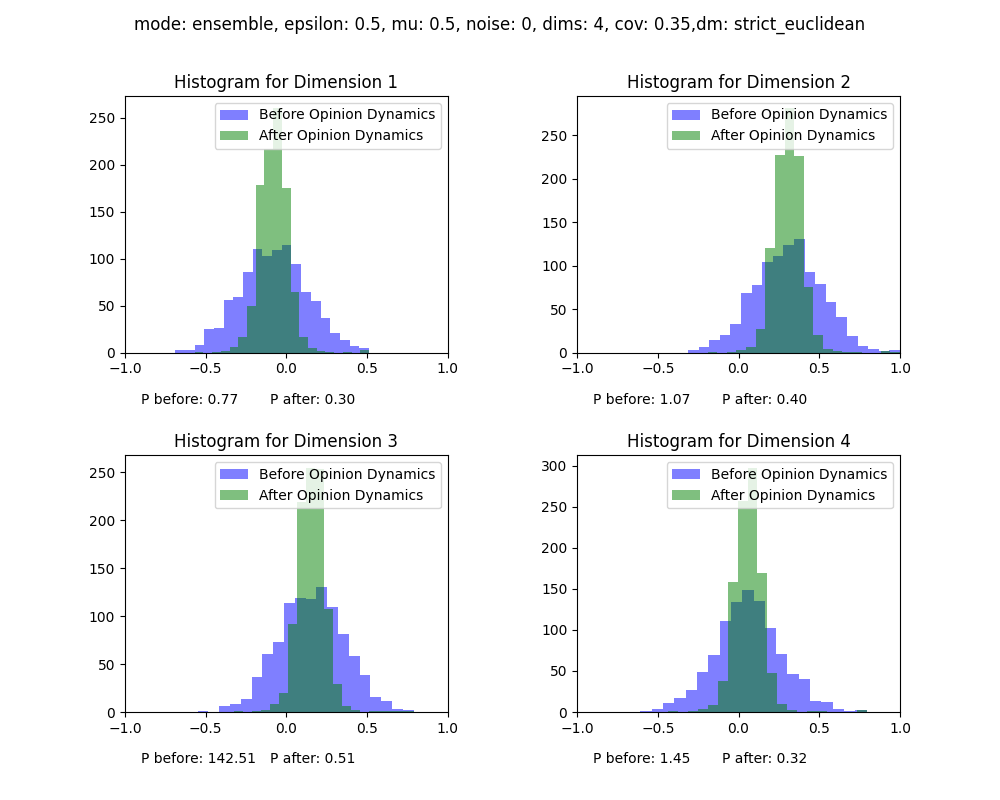 mode: ensemble, epsilon: 0.5, mu: 0.5, noise: 0, dims: 4, cov: 0.35,dm: strict_euclidean
Histogram for Dimension 1
Before Opinion Dynamics
After Opinion Dynamics
250
200
150
100
50
0
−1.0 −0.5 0.0 0.5 1.0
P before: 0.77 P after: 0.30
Histogram for Dimension 2
Before Opinion Dynamics
After Opinion Dynamics
250
200
150
100
50
0
−1.0 −0.5 0.0 0.5 1.0
P before: 1.07 P after: 0.40
Histogram for Dimension 3
Before Opinion Dynamics
After Opinion Dynamics
250
200
150
100
50
0
−1.0 −0.5 0.0 0.5 1.0
P before: 142.51 P after: 0.51
Histogram for Dimension 4
Before Opinion Dynamics
After Opinion Dynamics
300
250
200
150
100
50
0
−1.0 −0.5 0.0 0.5 1.0
P before: 1.45 P after: 0.32